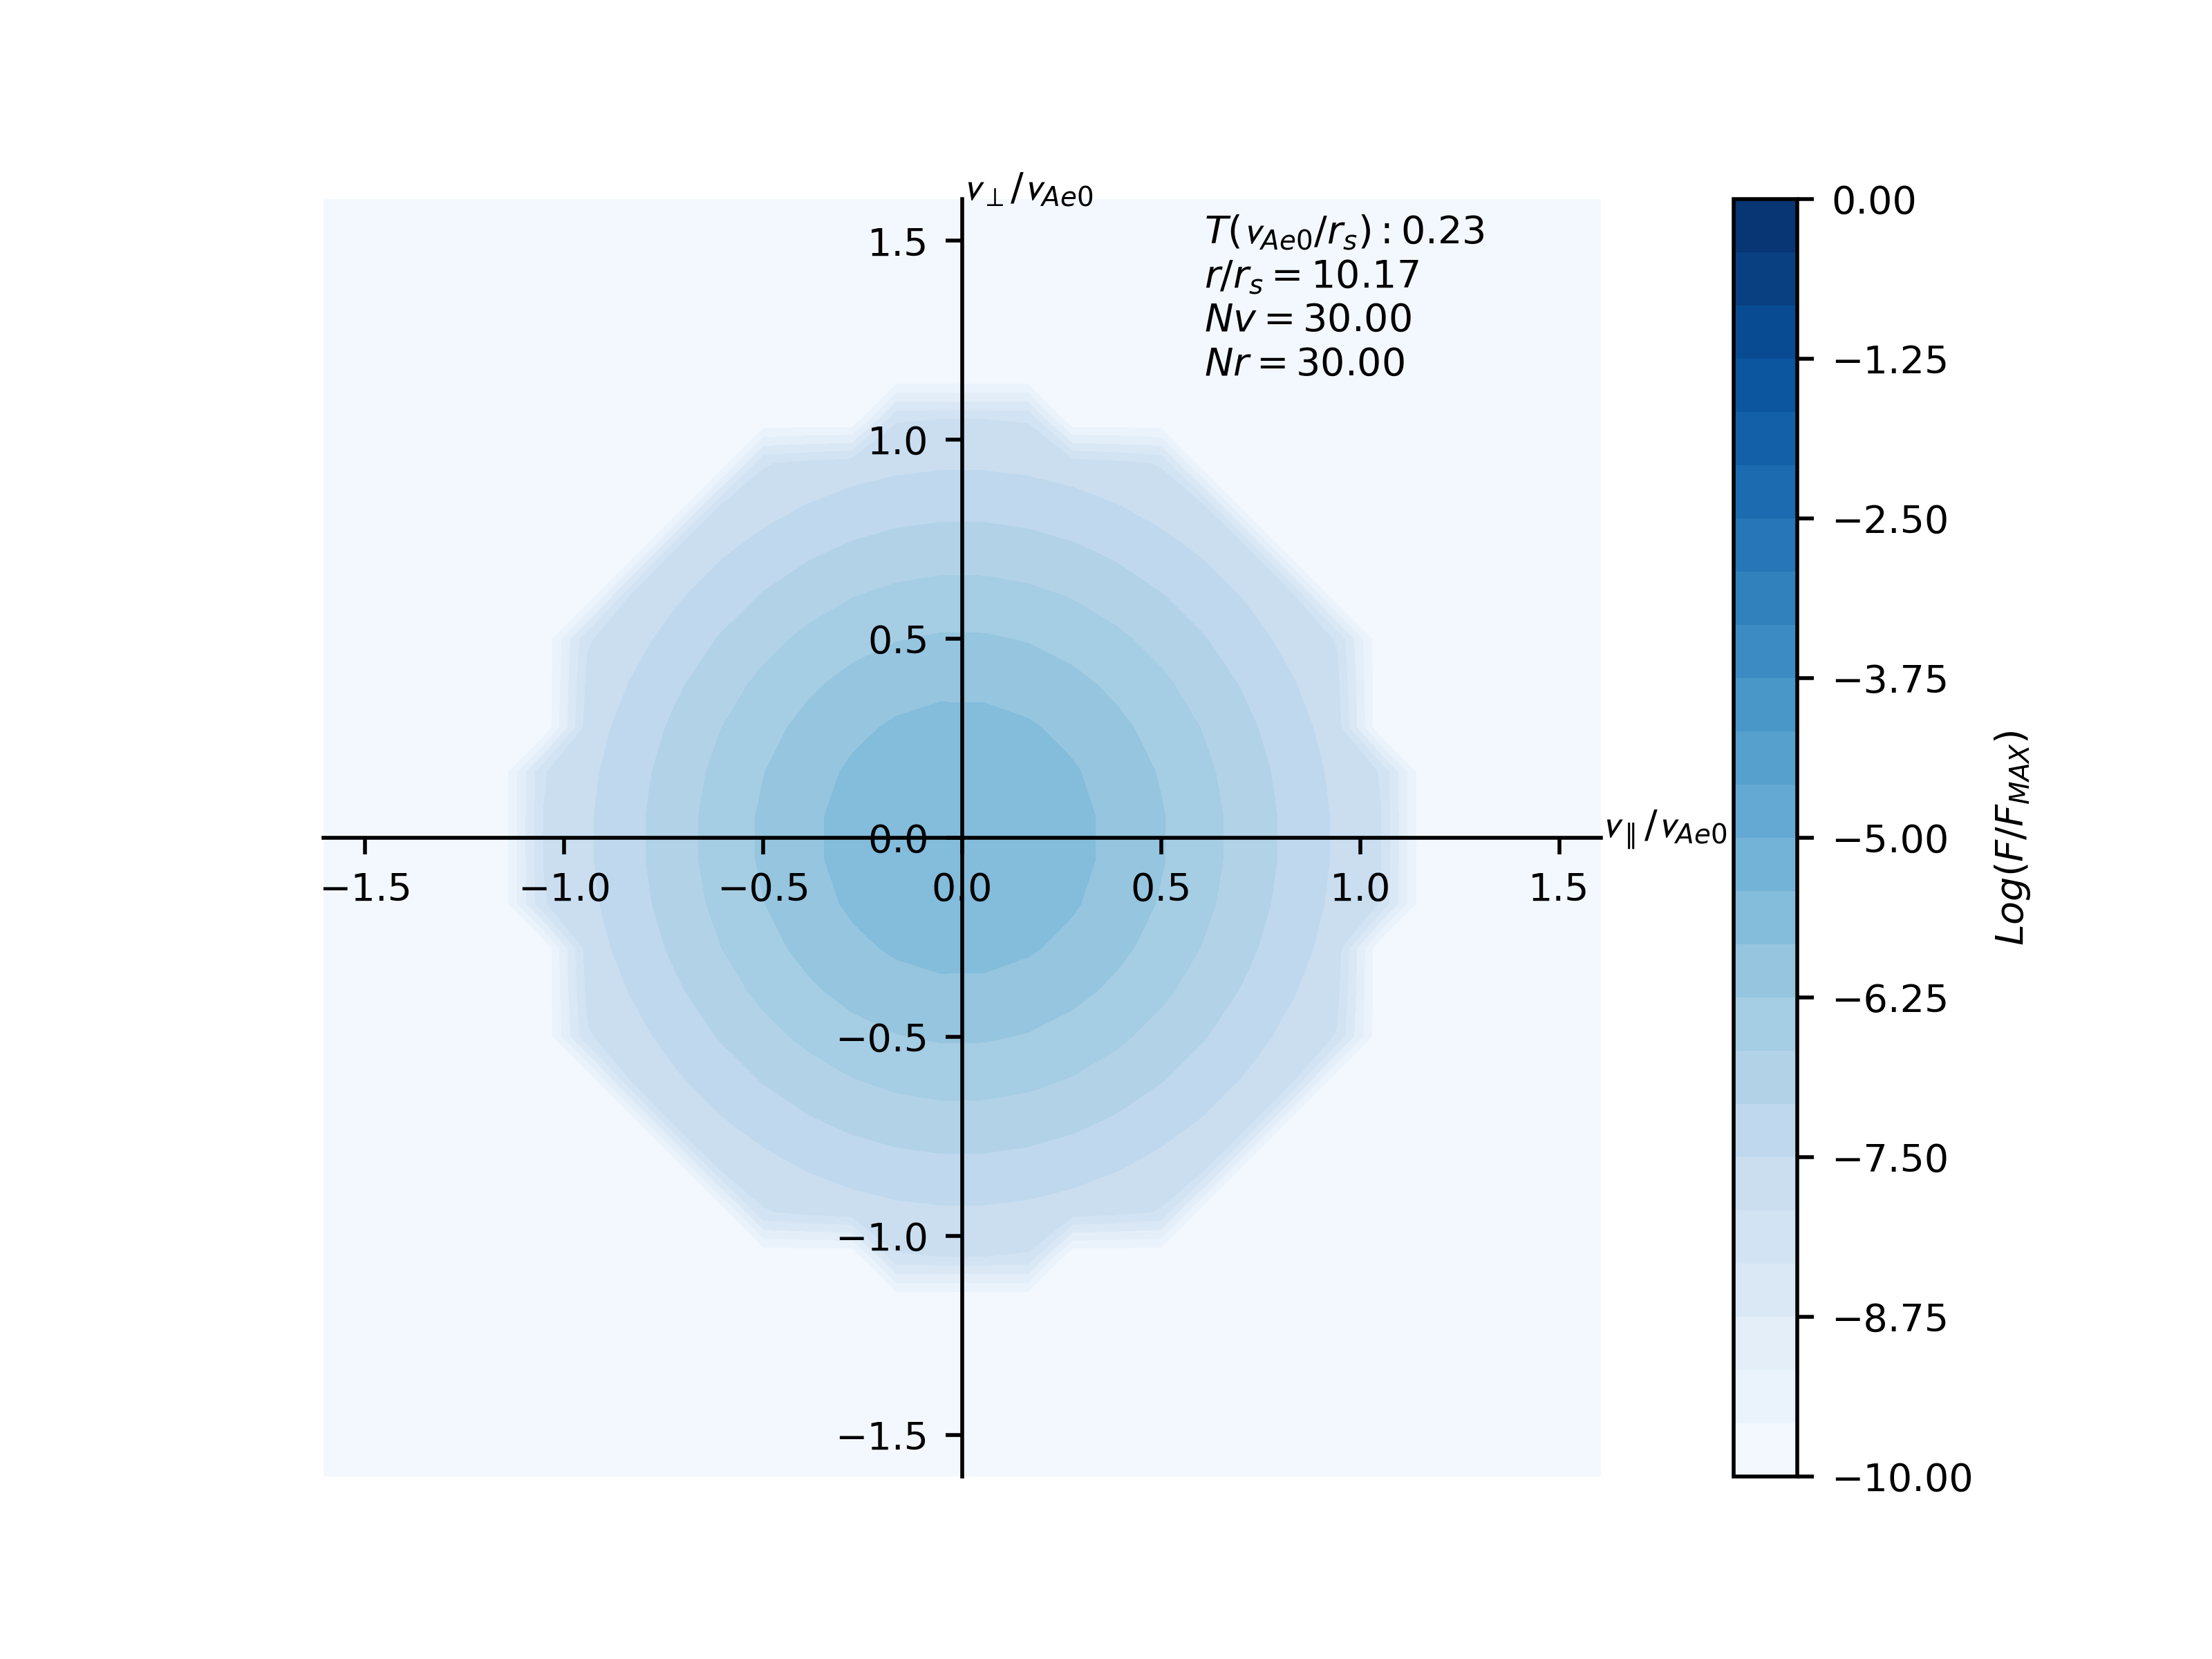 v⊥/vAe0
T(vAe0/rs) : 0.23
r/rs = 10.17
Nv = 30.00
Nr = 30.00
1.5
1.0
0.5
0.0
−0.5
−1.0
−1.5
−1.5 −1.0 −0.5 0.0 0.5 1.0 1.5
v∥/vAe0
0.00
−1.25
−2.50
−3.75
−5.00
−6.25
−7.50
−8.75
−10.00
Log(F/FMAX)